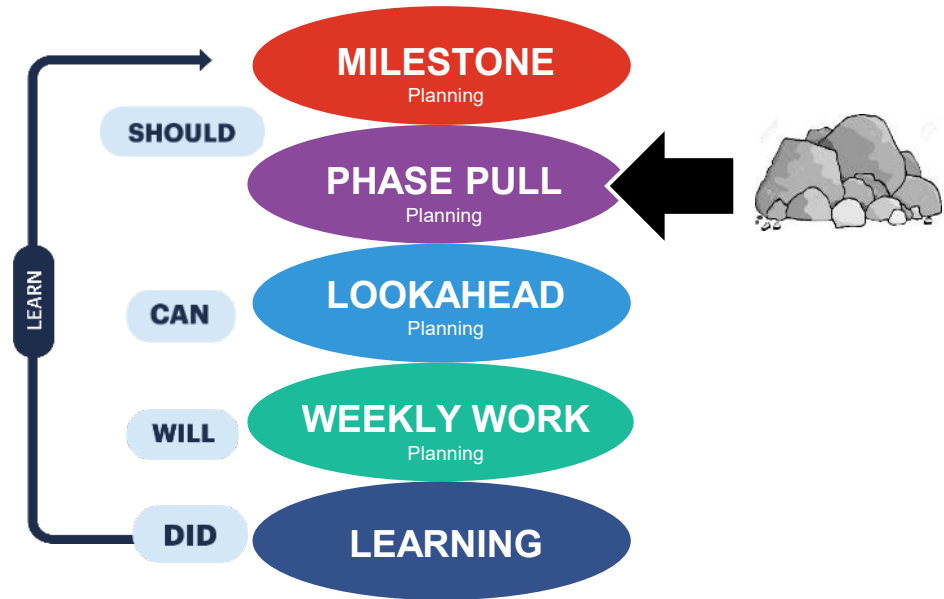 MILESTONE
Planning
SHOULD
PHASE PULL
Planning
LEARN
CAN
LOOKAHEAD
Planning
WILL
WEEKLY WORK
Planning
DID
LEARNING